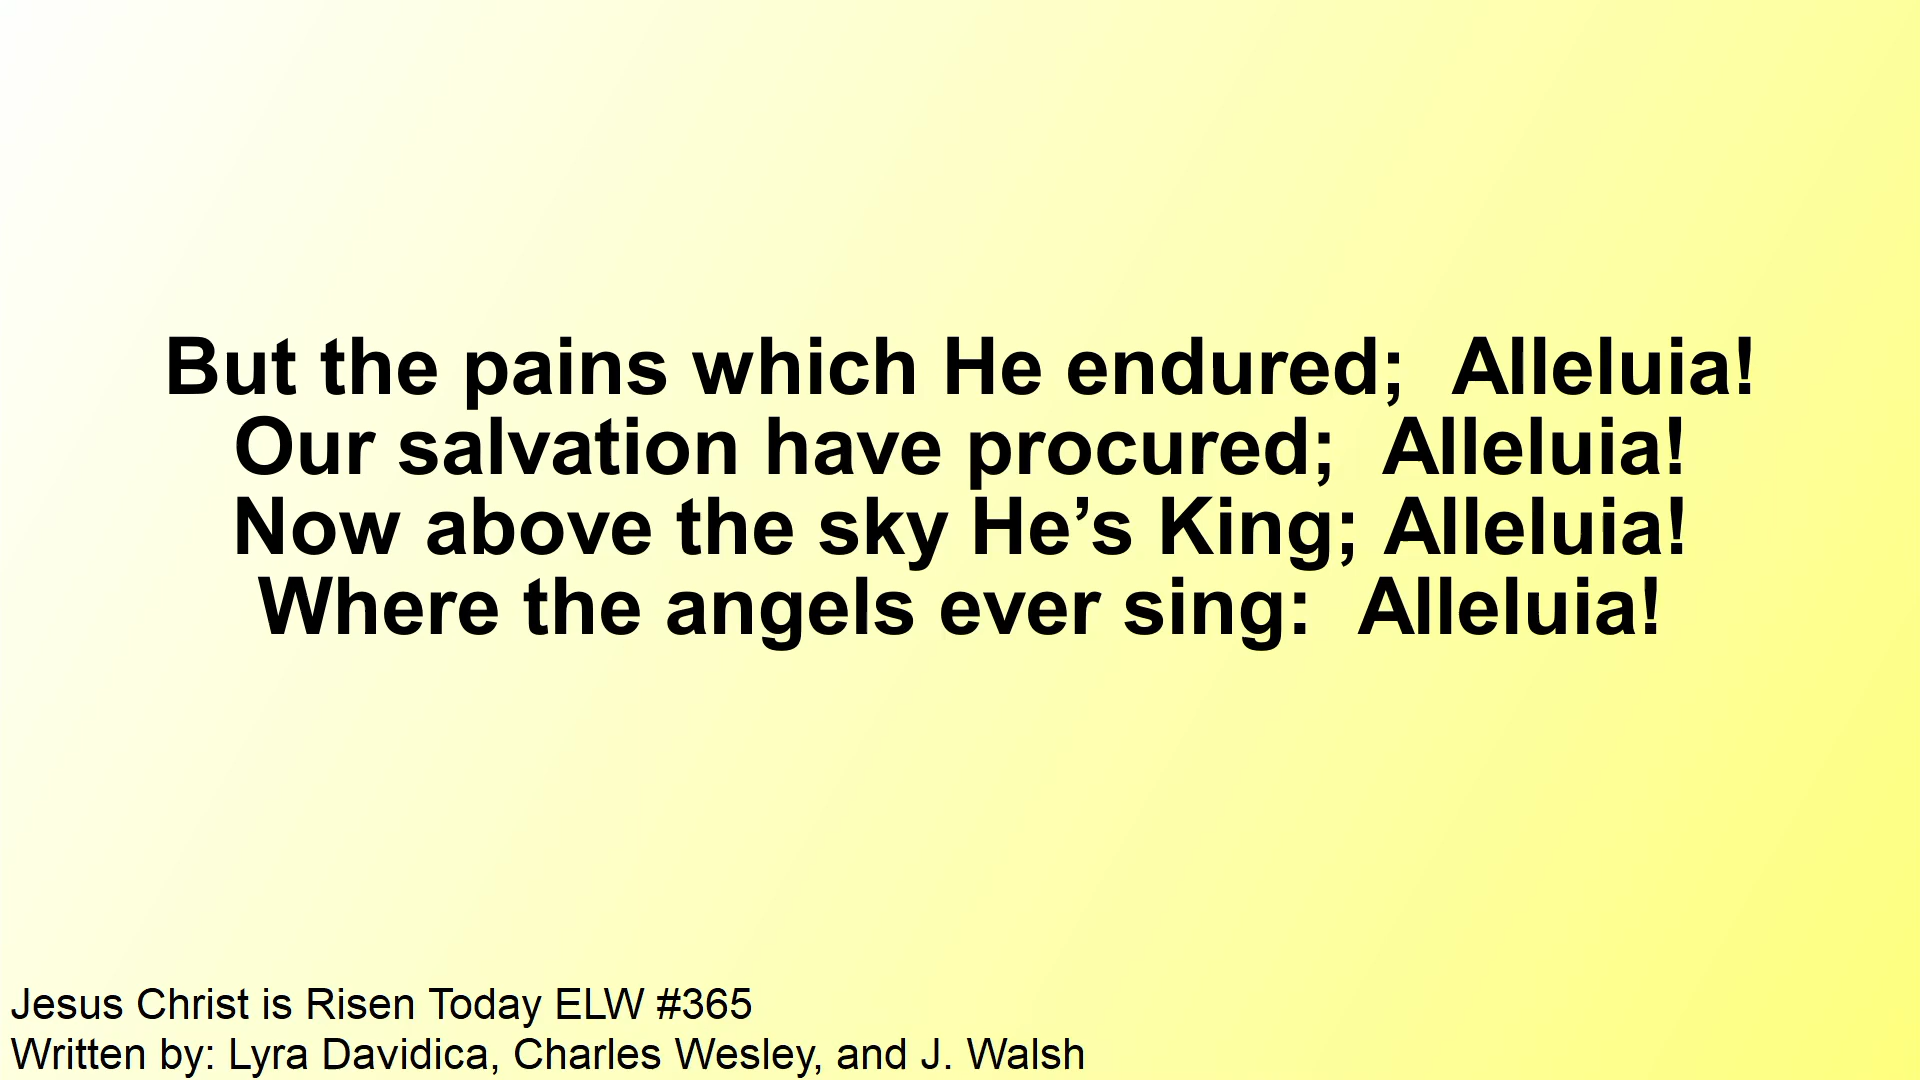 But the pains which He endured;  Alleluia!
Our salvation have procured;  Alleluia!
Now above the sky He’s King; Alleluia!
Where the angels ever sing:  Alleluia!
Jesus Christ is Risen Today ELW #365
Written by: Lyra Davidica, Charles Wesley, and J. Walsh